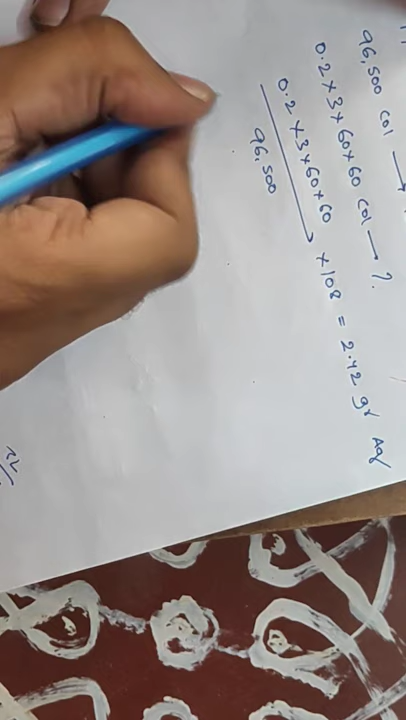 96,500 Col →
0.2 x 3 x 60 x 60 Col — ?
0.2 x 3 x 60 x 60 x 108 = 2.42 gr Ag
96,500